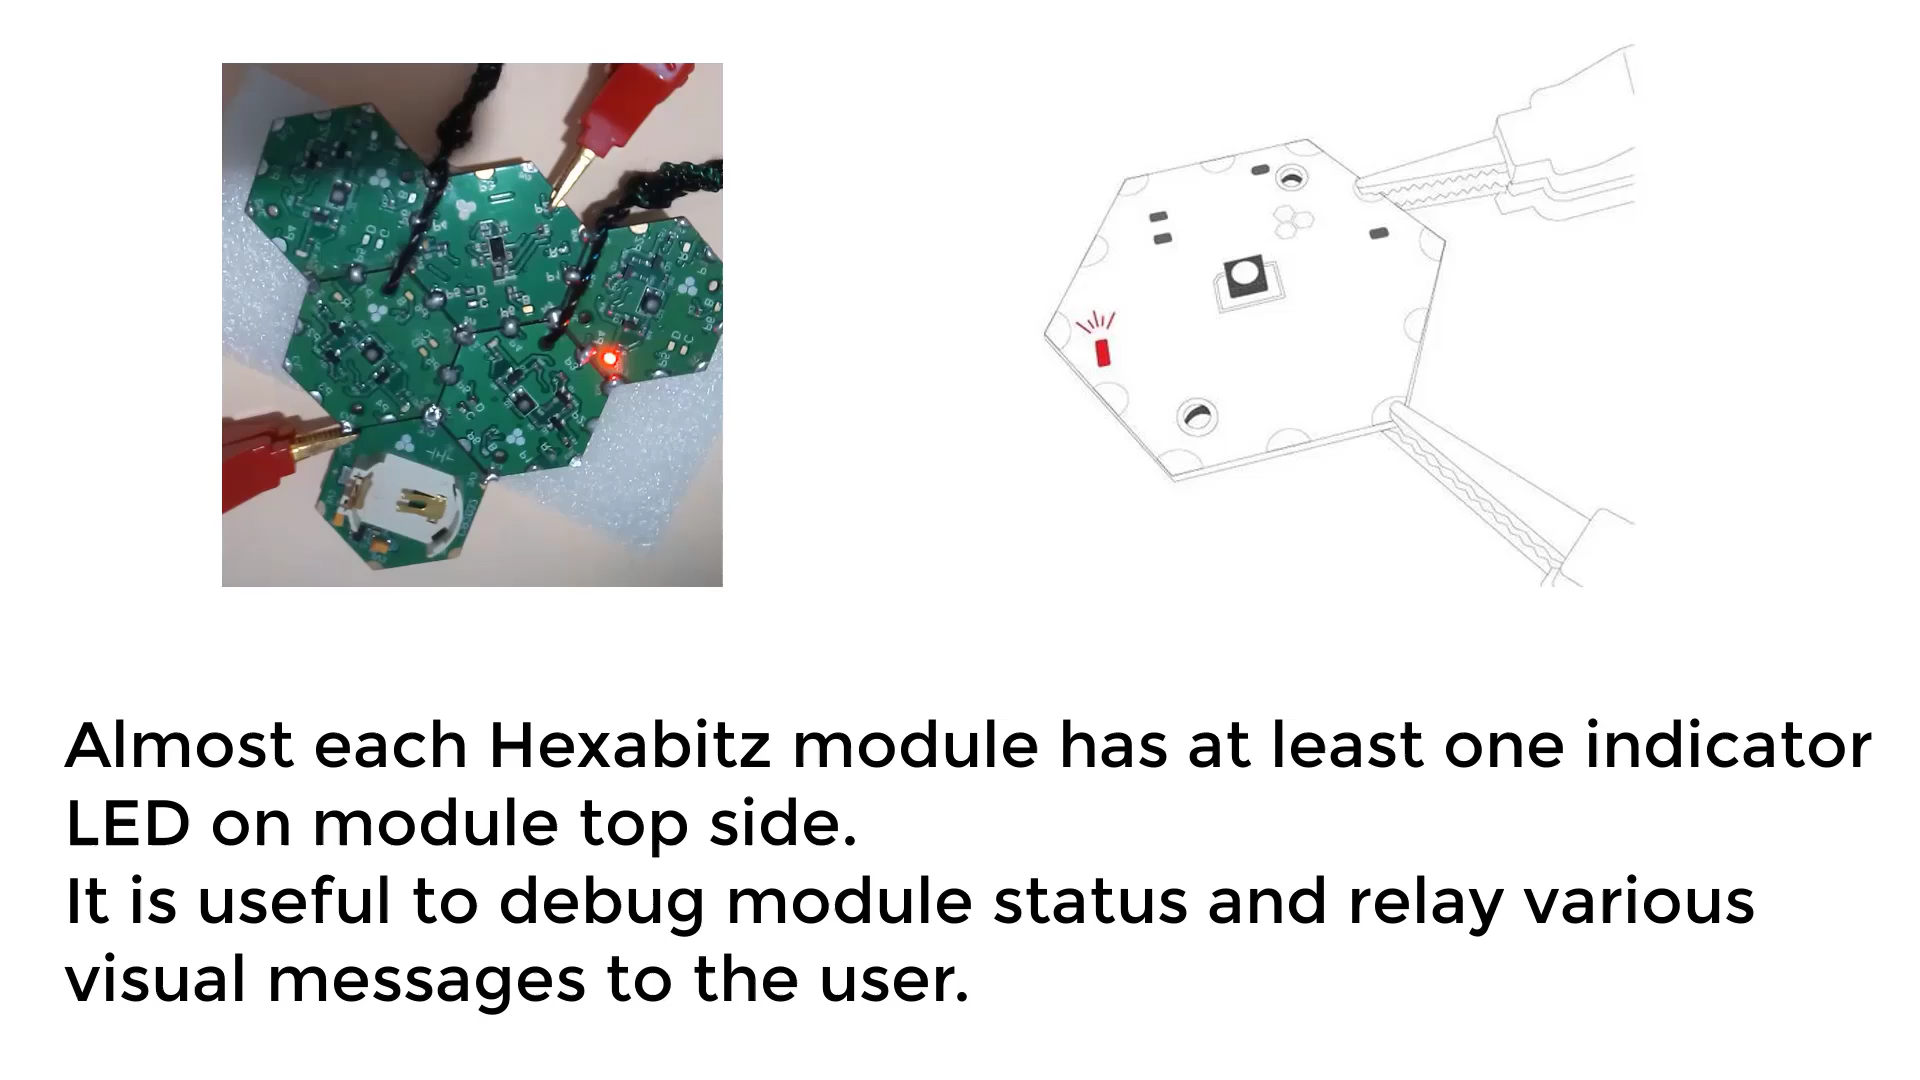 Almost each Hexabitz module has at least one indicator
LED on module top side.
It is useful to debug module status and relay various
visual messages to the user.